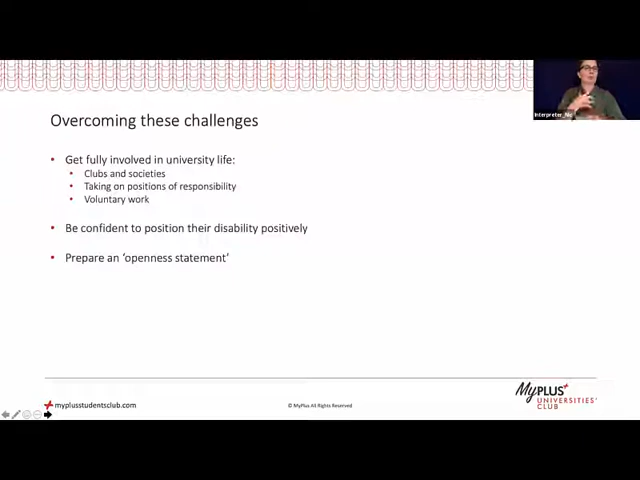 Interpreter_Nic
Overcoming these challenges
• Get fully involved in university life:
• Clubs and societies
• Taking on positions of responsibility
• Voluntary work
• Be confident to position their disability positively
• Prepare an ‘openness statement’
myplusstudentsclub.com
© MyPlus All Rights Reserved
MyPLUS+
UNIVERSITIES'
CLUB